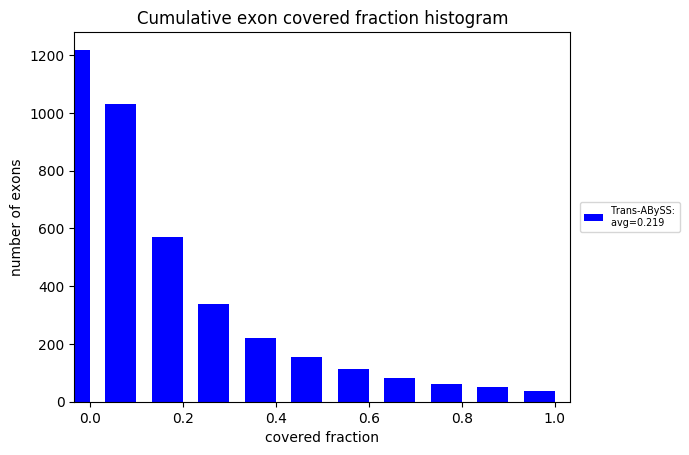 Cumulative exon covered fraction histogram
number of exons
1200
1000
800
600
400
200
0
0.0 0.2 0.4 0.6 0.8 1.0
covered fraction
Trans-ABySS:
avg=0.219